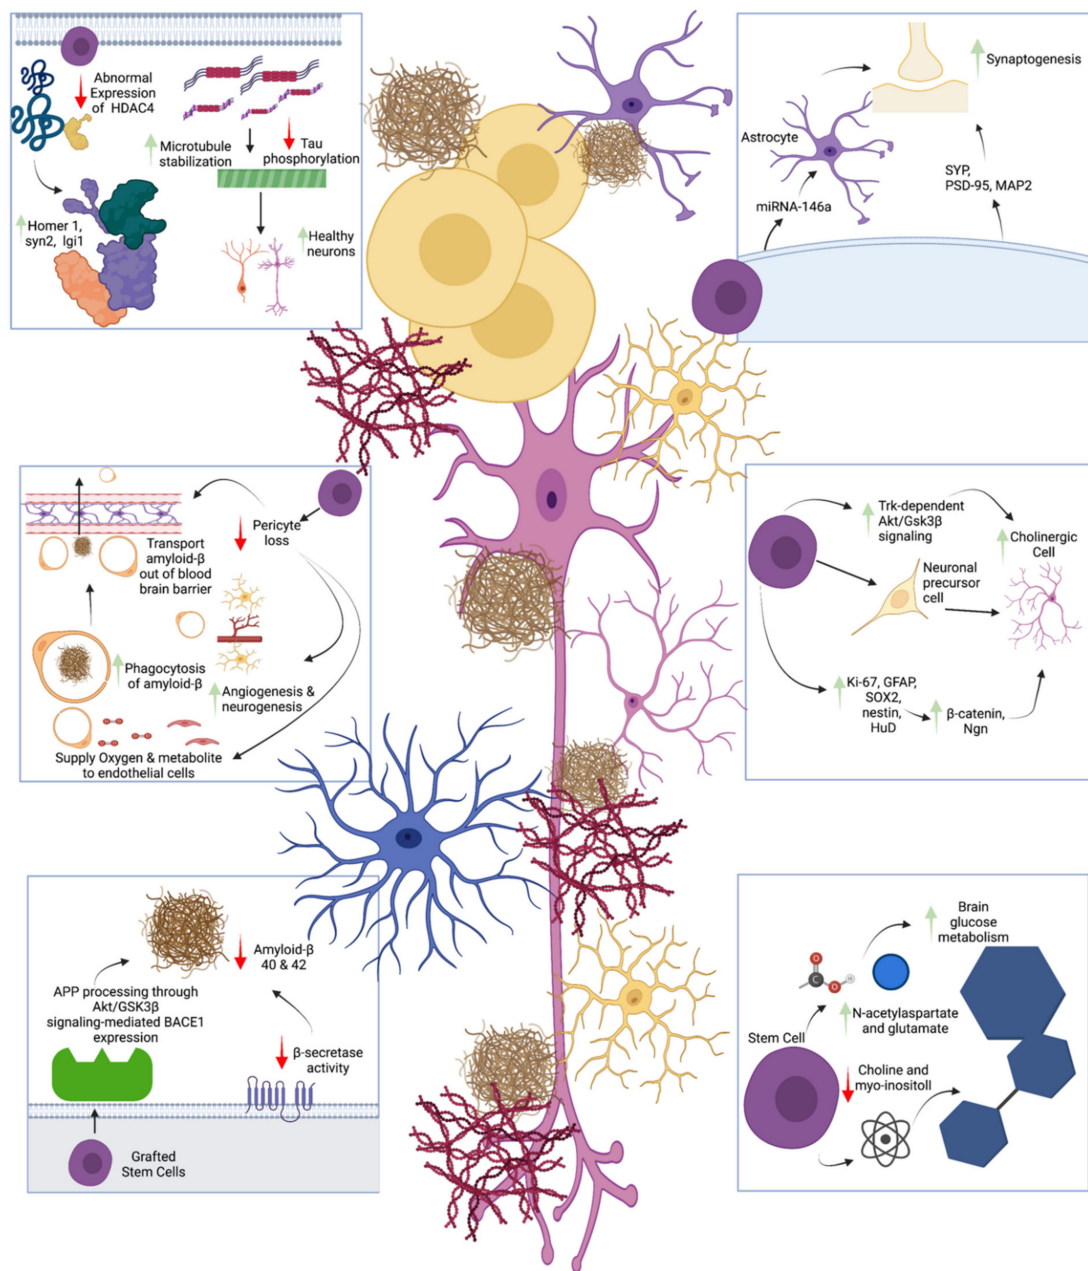 Abnormal
Expression
of HDAC4
Microtubule
stabilization
Tau
phosphorylation
Homer 1,
syn2, lgi1
Healthy
neurons
Synaptogenesis
Astrocyte
SYP,
PSD-95, MAP2
miRNA-146a
Pericyte
loss
Transport
amyloid-β
out of blood
brain barrier
Phagocytosis
of amyloid-β
Angiogenesis &
neurogenesis
Supply Oxygen & metabolite
to endothelial cells
Trk-dependent
Akt/Gsk3β
signaling
Cholinergic
Cell
Neuronal
precursor
cell
Ki-67, GFAP,
SOX2,
nestin,
HuD
β-catenin,
Ngn
Amyloid-β
40 & 42
APP processing through
Akt/GSK3β
signaling-mediated BACE1
expression
β-secretase
activity
Grafted
Stem Cells
Brain
glucose
metabolism
O
C
O
H
N-acetylaspartate
and glutamate
Stem Cell
Choline and
myo-inositoll